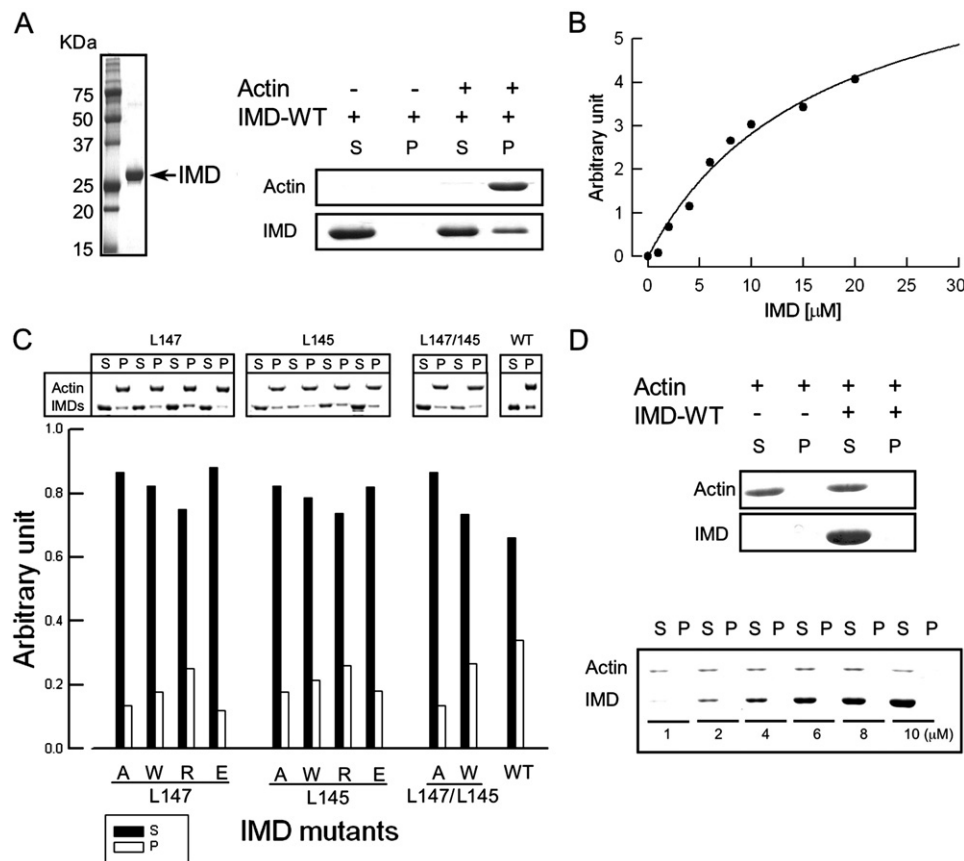 A
KDa
75
50
37
25
20
15
IMD
Actin - - + +
IMD-WT + + + +
S P S P
Actin
IMD
B
Arbitrary unit
5
4
3
2
1
0
0 5 10 15 20 25 30
IMD [μM]
C
L147 L145 L147/145 WT
S P S P S P S P S P S P S P S P S P S P S P
Actin
IMDs
Arbitrary unit
1.0
0.8
0.6
0.4
0.2
0.0
A W R E A W R E A W WT
L147 L145 L147/L145
S
P
IMD mutants
D
Actin + + + +
IMD-WT - - + +
S P S P
Actin
IMD
S P S P S P S P S P S P
Actin
IMD
1 2 4 6 8 10 (μM)